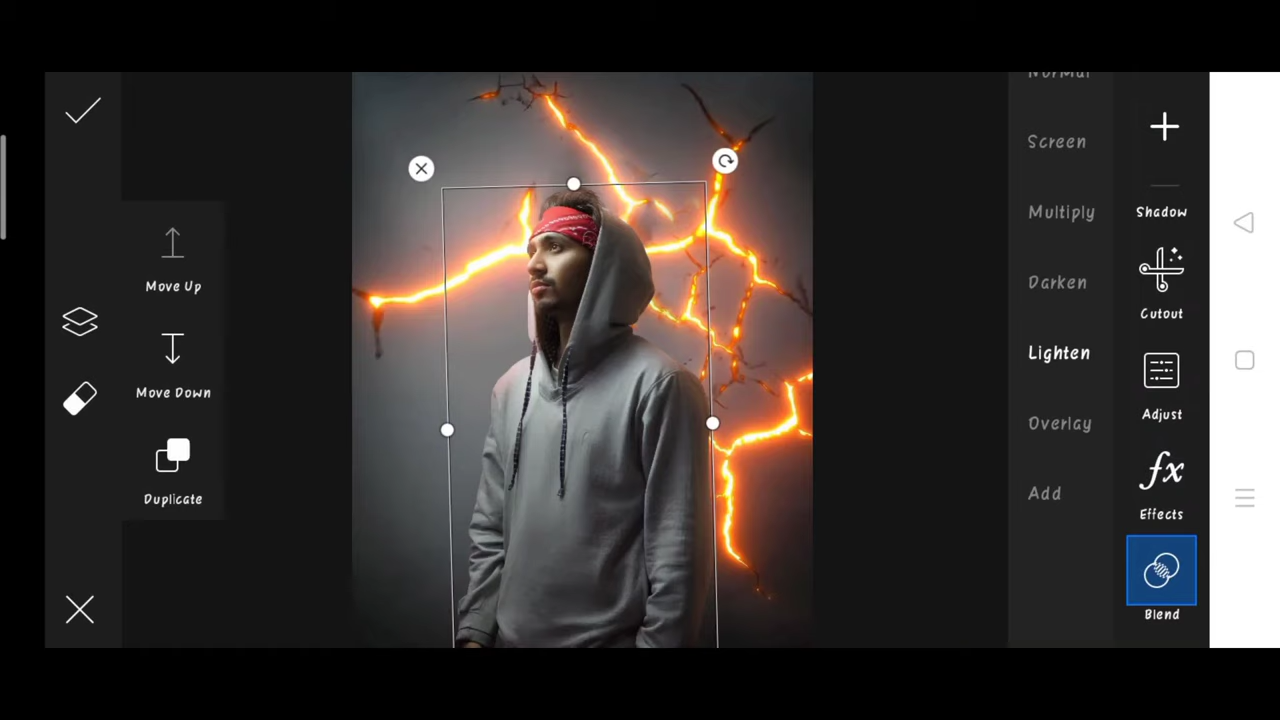 Move Up
Move Down
Duplicate
Normal
Screen
Multiply
Darken
Lighten
Overlay
Add
Shadow
Cutout
Adjust
fx
Effects
Blend